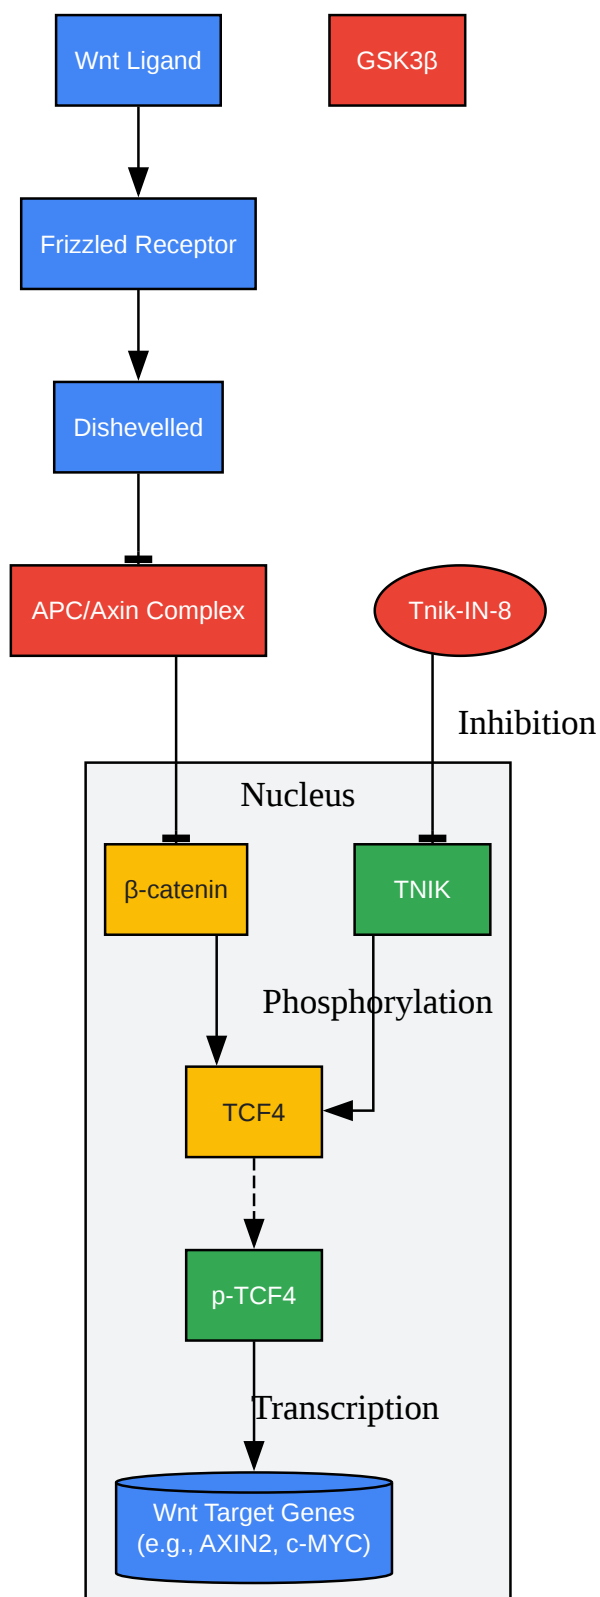 Wnt Ligand
GSK3β
Frizzled Receptor
Dishevelled
APC/Axin Complex
Tnik-IN-8
Inhibition
Nucleus
β-catenin
TNIK
Phosphorylation
TCF4
p-TCF4
Transcription
Wnt Target Genes
(e.g., AXIN2, c-MYC)